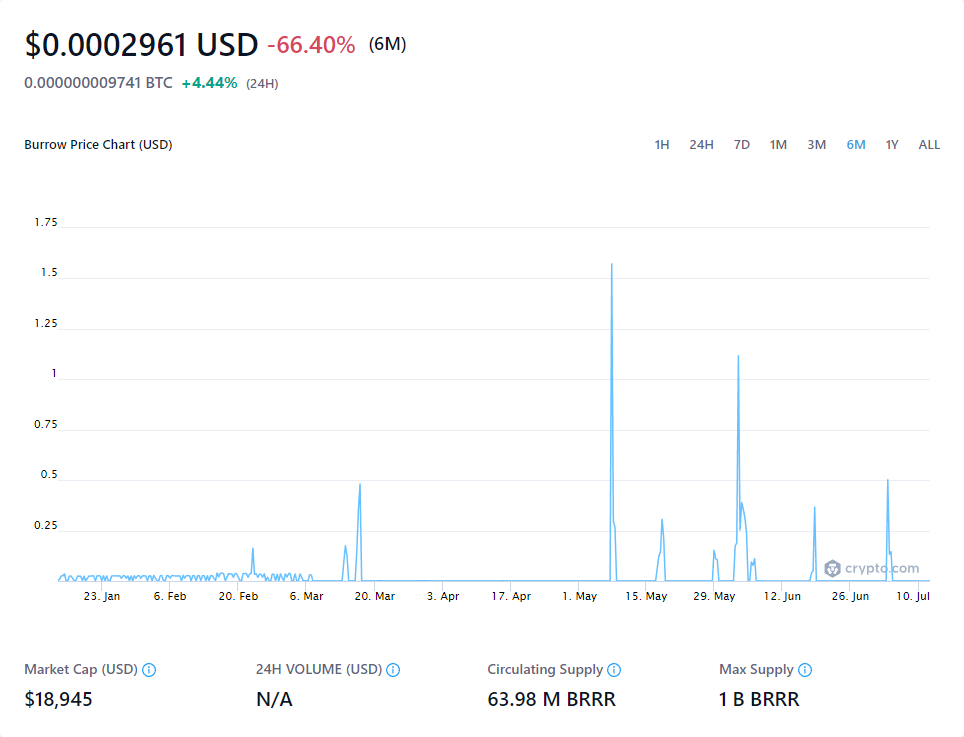 $0.0002961 USD -66.40% (6M)
0.000000009741 BTC +4.44% (24H)
Burrow Price Chart (USD) 1H 24H 7D 1M 3M 6M 1Y ALL
1.75
1.5
1.25
1
0.75
0.5
0.25
crypto.com
23. Jan 6. Feb 20. Feb 6. Mar 20. Mar 3. Apr 17. Apr 1. May 15. May 29. May 12. Jun 26. Jun 10. Jul
Market Cap (USD) 24H VOLUME (USD) Circulating Supply Max Supply
$18,945 N/A 63.98 M BRRR 1 B BRRR